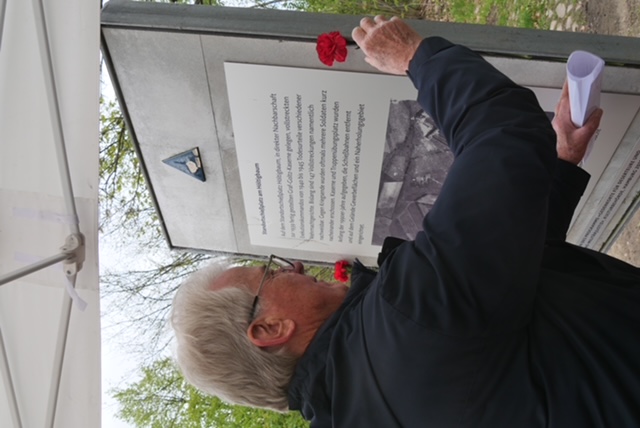 Standortschießplatz am Höltigbaum
Auf dem Standortschießplatz Höltigbaum, in direkter Nachbarschaft
zur 1939 fertig gestellten Graf-Goltz-Kaserne gelegen, vollstreckten
Exekutionskommandos von 1940 bis 1945 Todesurteile verschiedener
Wehrmachtgerichte. Bislang sind 147 Vollstreckungen namentlich
nachweisbar. Gegen Kriegsende wurden oftmals mehrere Soldaten kurz
nacheinander erschossen. Kaserne und Truppenübungsplatz wurden
Anfang der 1990er Jahre aufgegeben, die Schießbahnen entfernt
und auf dem Gelände Gewerbeflächen und ein Naherholungsgebiet
eingerichtet.